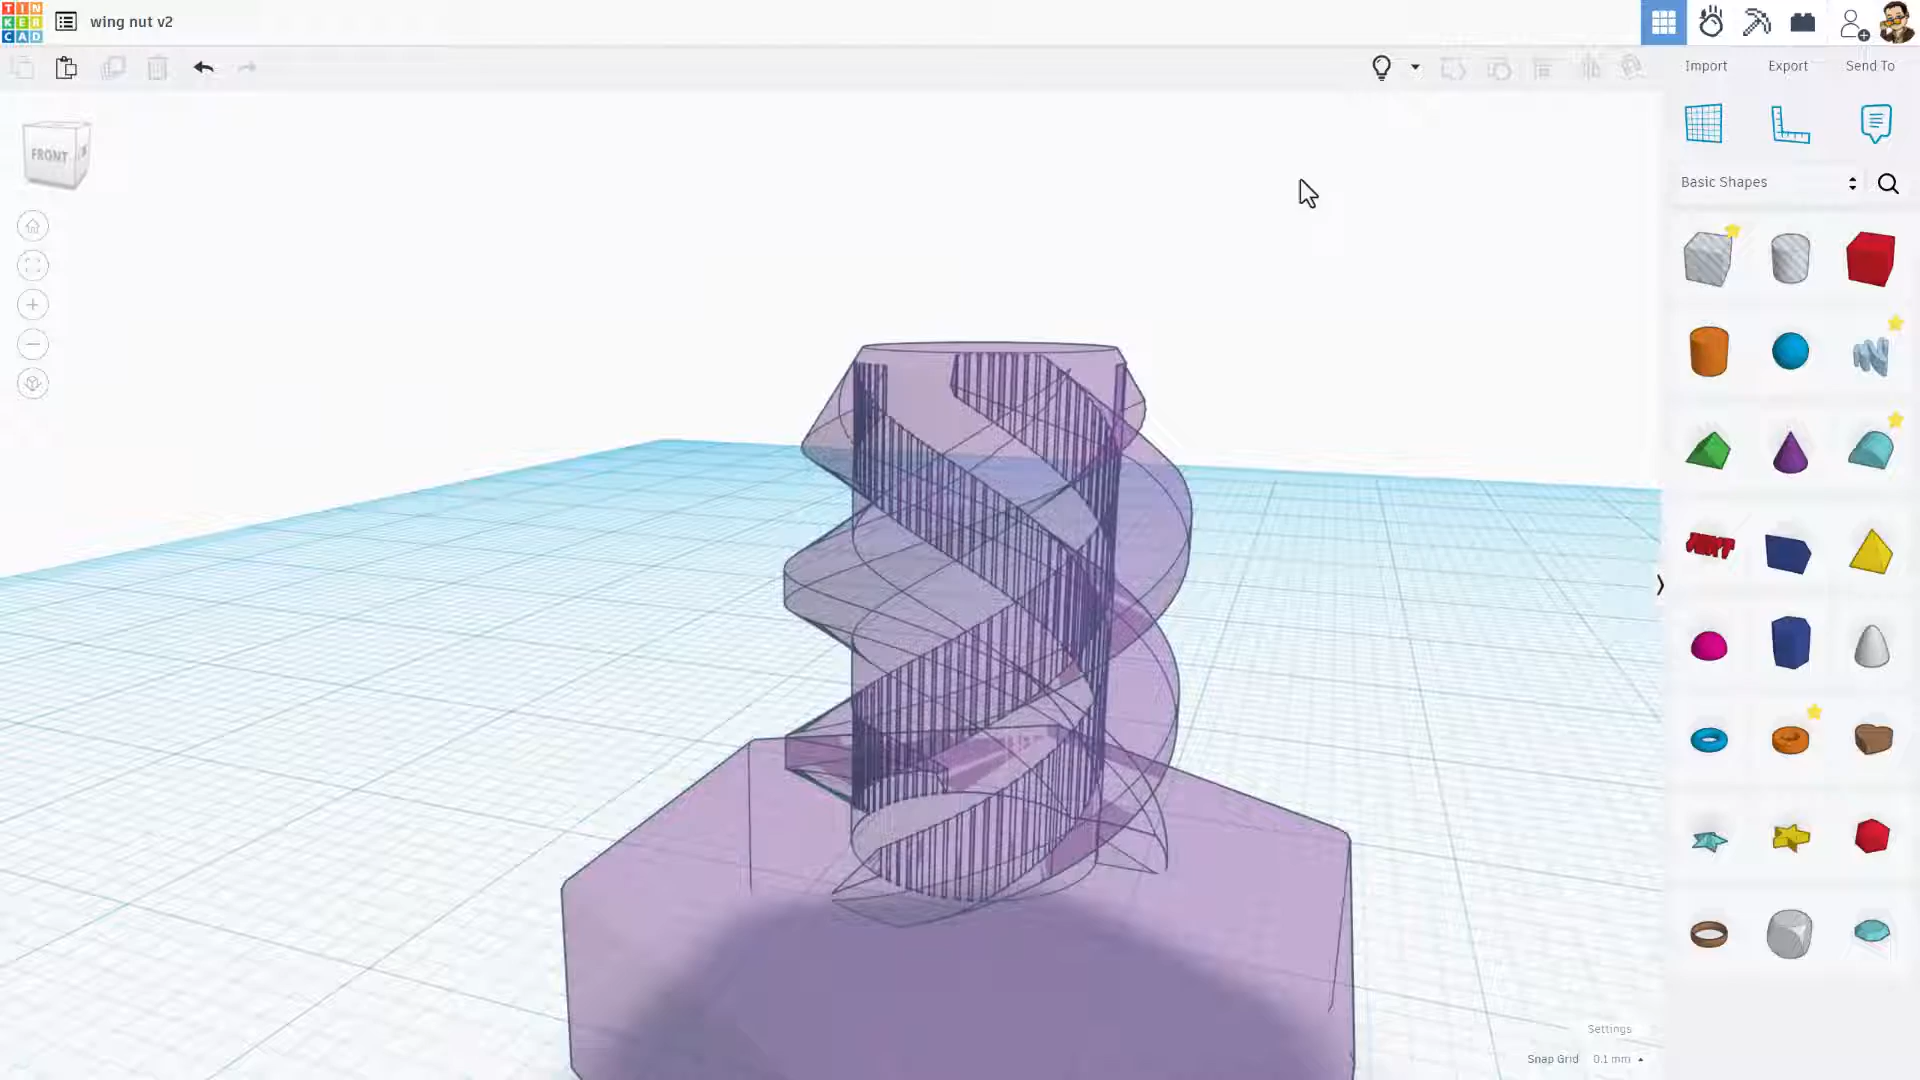 TIN
KER
CAD
wing nut v2
Import
Export
Send To
FRONT
Basic Shapes
Settings
Snap Grid 0.1 mm